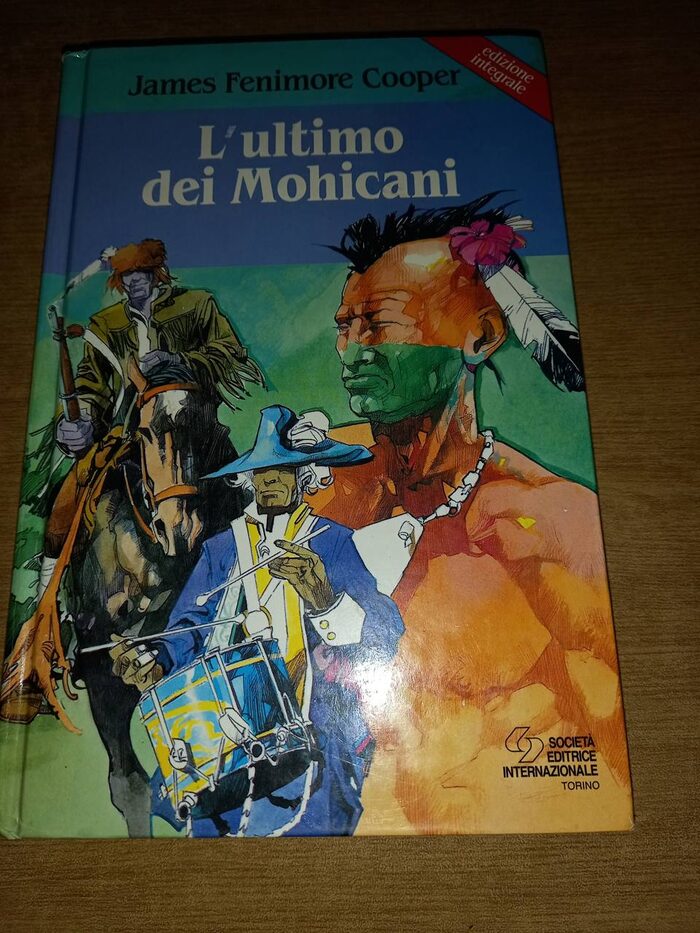 edizione
integrale
James Fenimore Cooper
L'ultimo
dei Mohicani
SOCIETÀ
EDITRICE
INTERNAZIONALE
TORINO